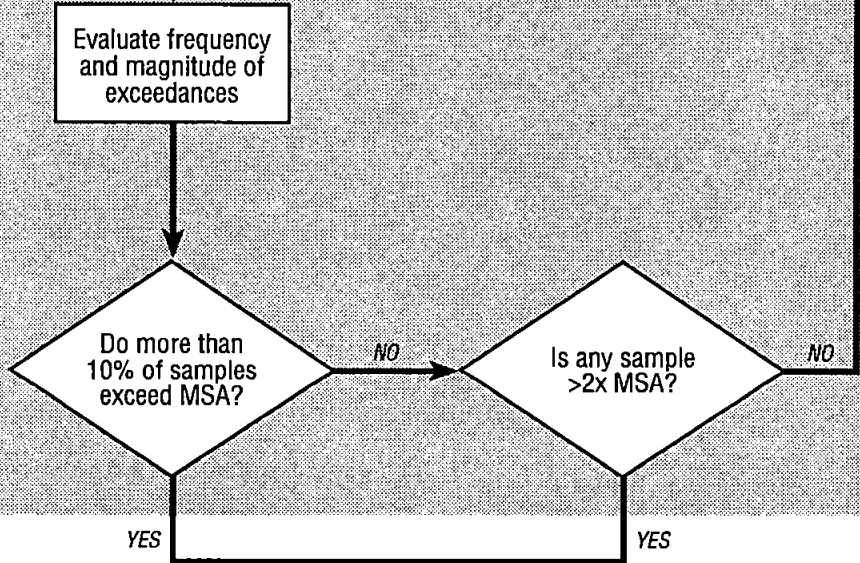 Evaluate frequency
and magnitude of
exceedances
Do more than
10% of samples
exceed MSA?
NO
Is any sample
>2x MSA?
NO
YES
YES